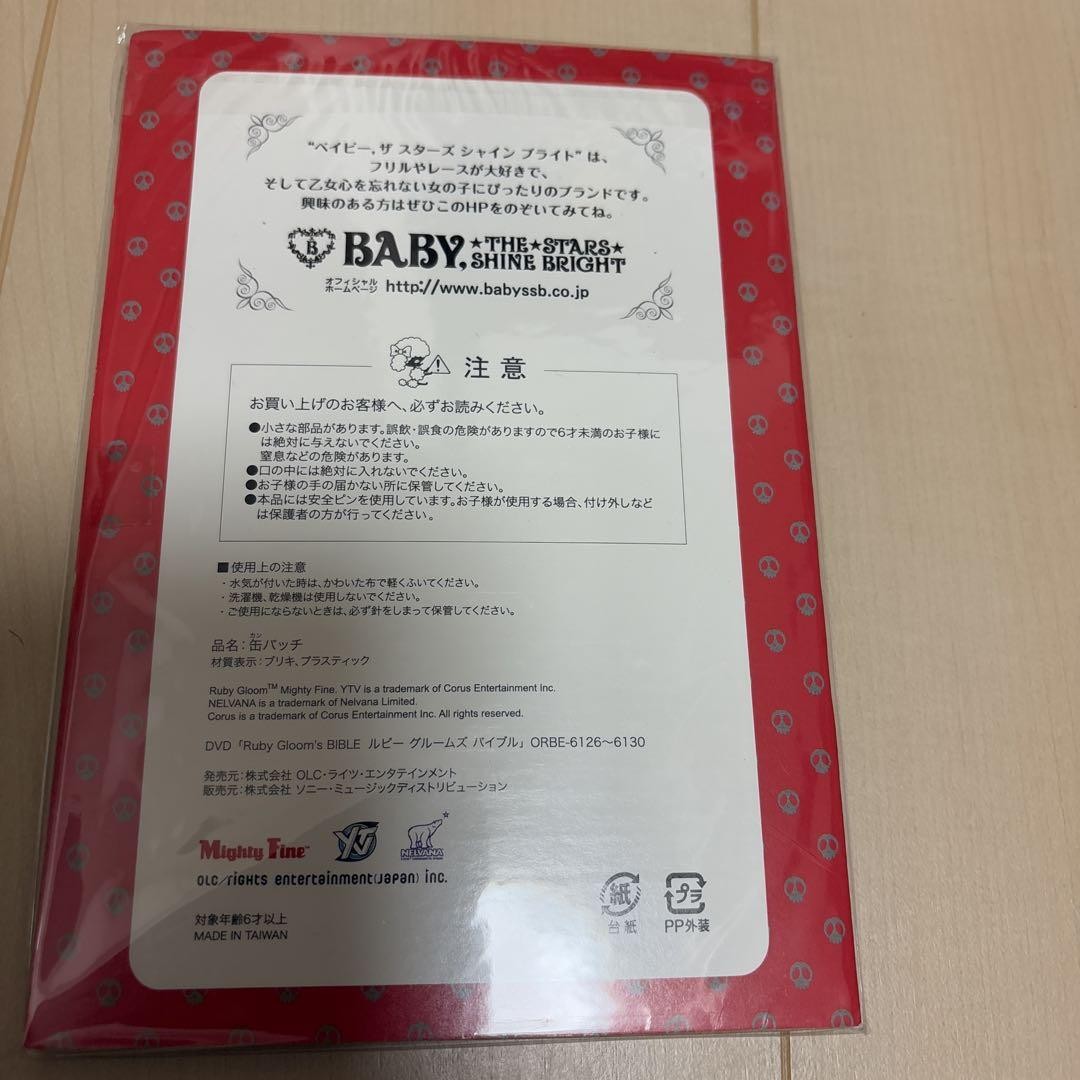 "ベイビー, ザ スターズ シャイン ブライト" は、
フリルやレースが大好きで、
そして乙女心を忘れない女の子にぴったりのブランドです。
興味のある方はぜひこのHPをのぞいてみてね。
B BABY, ★THE★STARS★ SHINE BRIGHT
オフィシャル ホームページ http://www.babyssb.co.jp
注意
お買い上げのお客様へ、必ずお読みください。
●小さな部品があります。誤飲・誤食の危険がありますので6才未満のお子様に
は絶対に与えないでください。
窒息などの危険があります。
●口の中には絶対に入れないでください。
●お子様の手の届かない所に保管してください。
●本品には安全ピンを使用しています。お子様が使用する場合、付け外しなど
は保護者の方が行ってください。
■使用上の注意
・水気が付いた時は、かわいた布で軽くふいてください。
・洗濯機、乾燥機は使用しないでください。
・ご使用にならないときは、必ず針をしまって保管してください。
品名：缶バッチ
カン
材質表示：ブリキ、プラスティック
Ruby Gloom™ Mighty Fine. YTV is a trademark of Corus Entertainment Inc.
NELVANA is a trademark of Nelvana Limited.
Corus is a trademark of Corus Entertainment Inc. All rights reserved.
DVD「Ruby Gloom's BIBLE ルビー グルームズ バイブル」ORBE-6126〜6130
発売元：株式会社 OLC・ライツ・エンタテインメント
販売元：株式会社 ソニー・ミュージックディストリビューション
Mighty Fine™ YTV NELVANA
OLC/rights entertainment(Japan) inc.
紙 プラ
台紙 PP外装
対象年齢6才以上
MADE IN TAIWAN